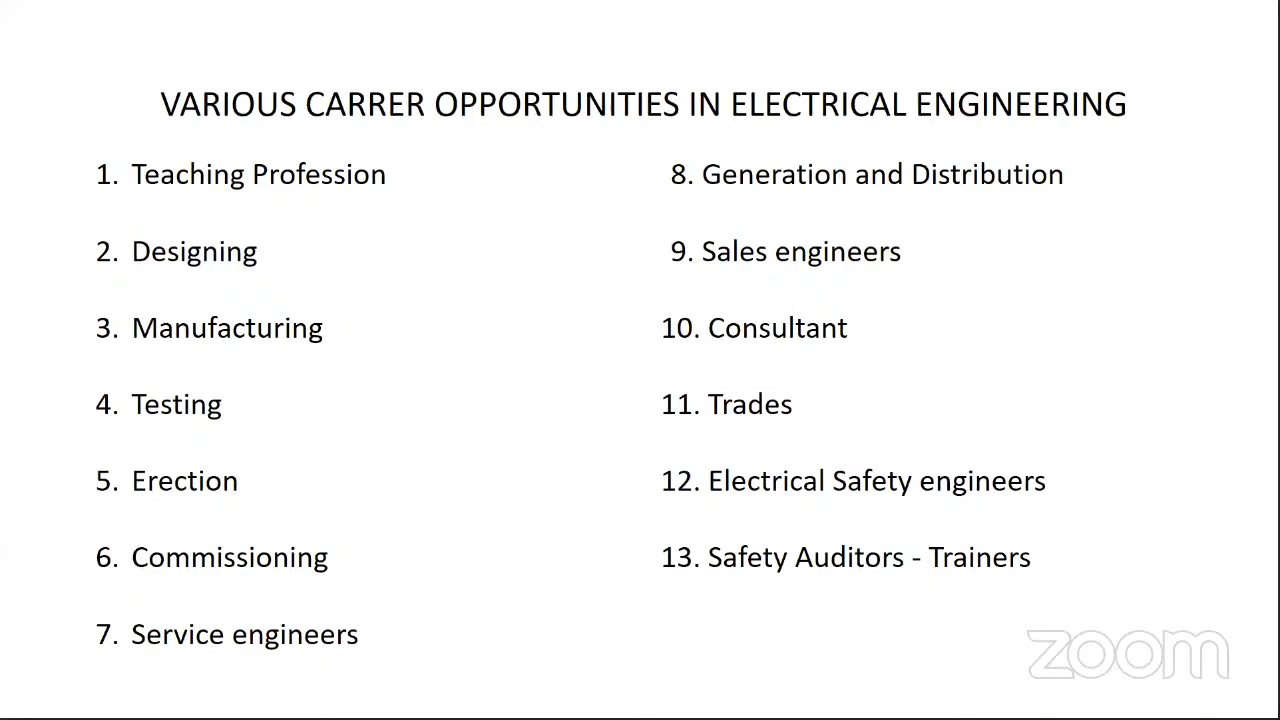 VARIOUS CARRER OPPORTUNITIES IN ELECTRICAL ENGINEERING
1. Teaching Profession
2. Designing
3. Manufacturing
4. Testing
5. Erection
6. Commissioning
7. Service engineers
8. Generation and Distribution
9. Sales engineers
10. Consultant
11. Trades
12. Electrical Safety engineers
13. Safety Auditors - Trainers
zoom